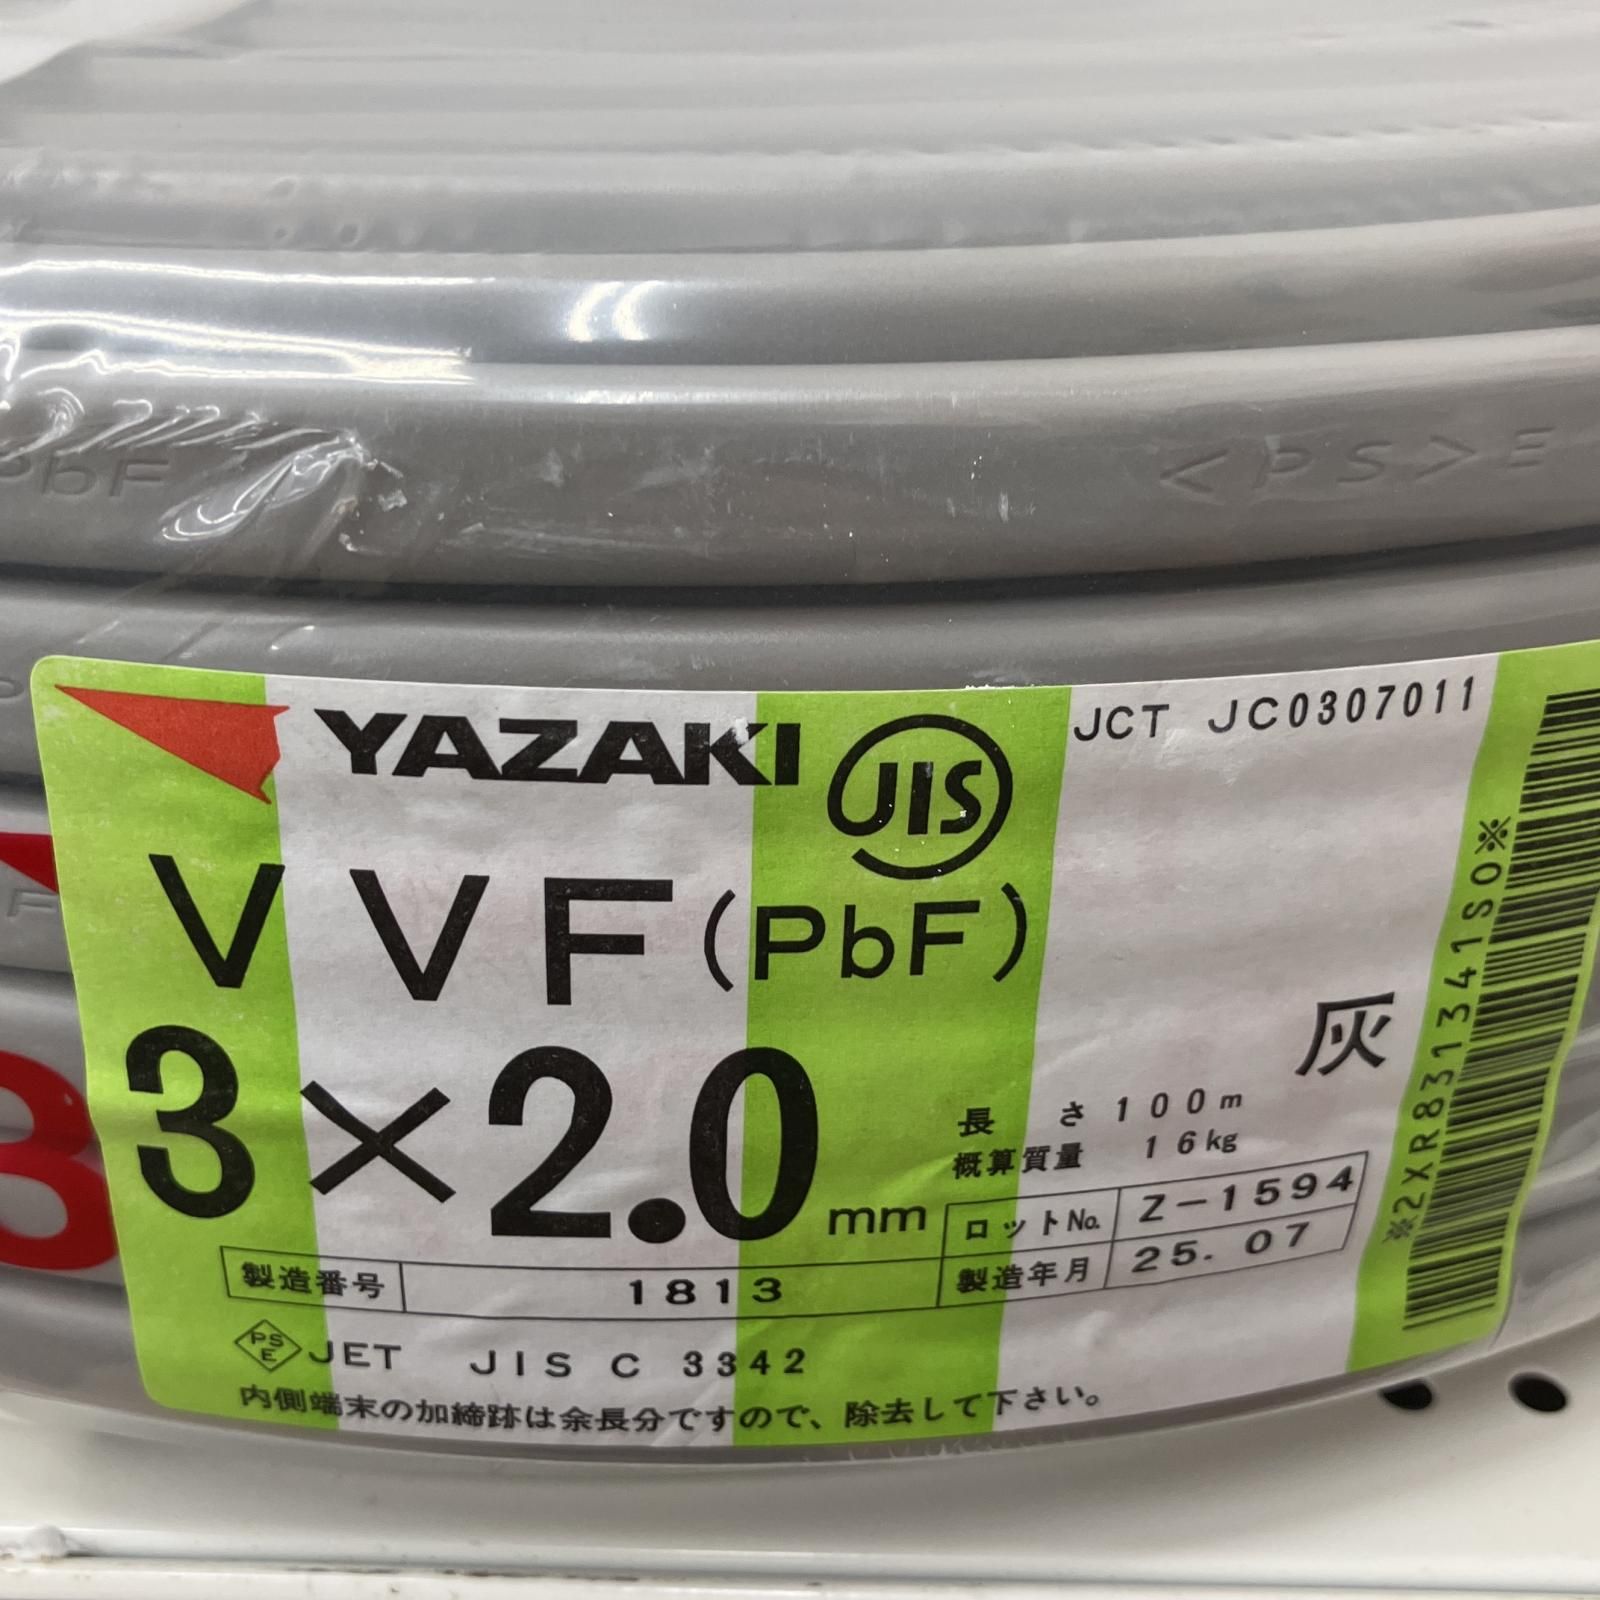 PbF
<PS>E
YAZAKI
JIS
JCT JC0307011
VVF(PbF)
3×2.0mm
灰
長さ 100m
概算質量 16kg
ロットNo. Z-1594
製造番号 1813
製造年月 25.07
PSE JET JIS C 3342
内側端末の加締跡は余長分ですので、除去して下さい。
※2XR831341S0※
3